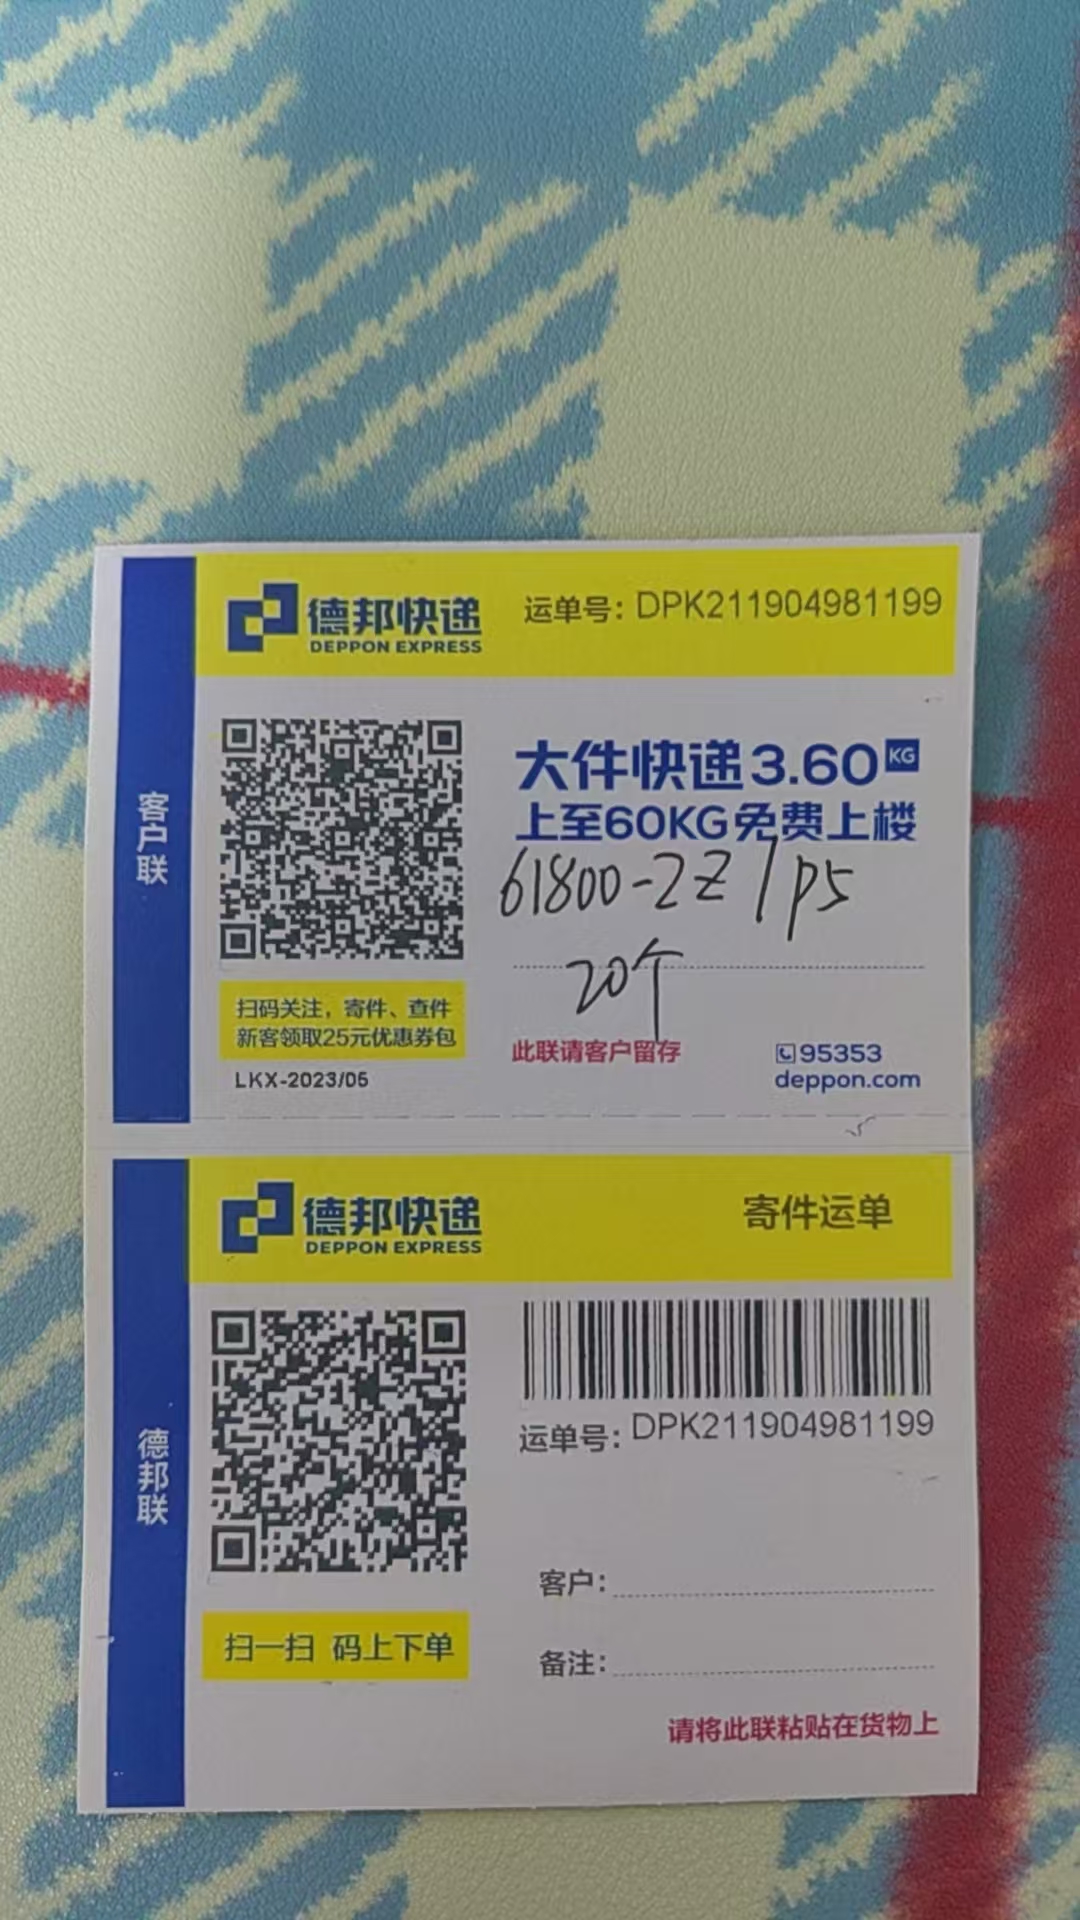 德邦快递
DEPPON EXPRESS
运单号: DPK211904981199
客户联
大件快递3.60KG
上至60KG免费上楼
61800-2Z/P5
20个
扫码关注，寄件、查件
新客领取25元优惠券包
LKX-2023/05
此联请客户留存
95353
deppon.com
德邦快递
DEPPON EXPRESS
寄件运单
德邦联
运单号: DPK211904981199
客户:
备注:
扫一扫 码上下单
请将此联粘贴在货物上